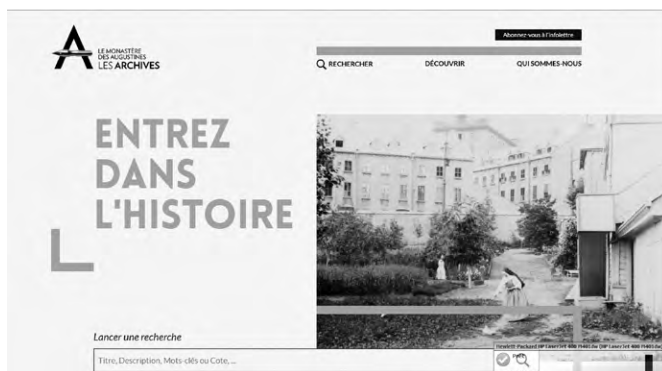 Abonnez-vous à l'infolettre
LE MONASTÈRE
DES AUGUSTINES
LES ARCHIVES
RECHERCHER
DÉCOUVRIR
QUI SOMMES-NOUS
ENTREZ
DANS
L'HISTOIRE
Lancer une recherche
Titre, Description, Mots-clés ou Cote, ...